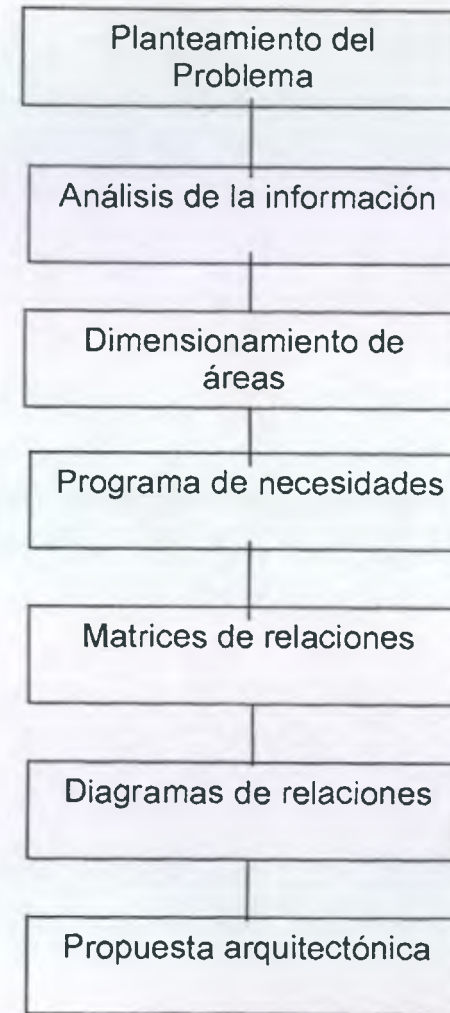 Planteamiento del
Problema
Análisis de la información
Dimensionamiento de
áreas
Programa de necesidades
Matrices de relaciones
Diagramas de relaciones
Propuesta arquitectónica